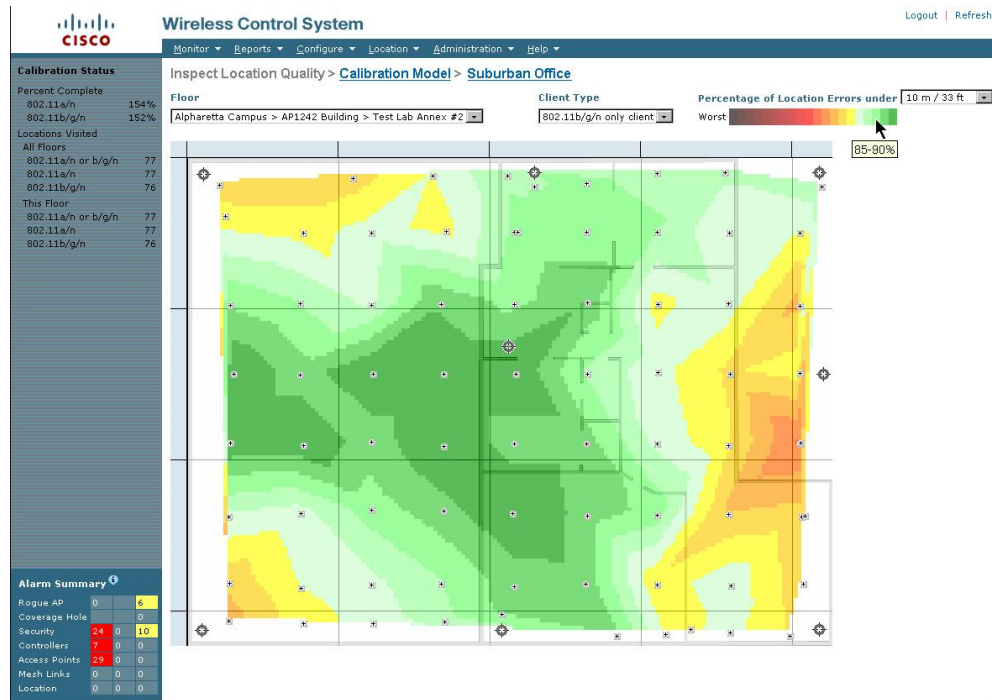 Logout | Refresh
CISCO
Wireless Control System
Monitor Reports Configure Location Administration Help
Calibration Status
Percent Complete
802.11a/n 154%
802.11b/g/n 152%
Locations Visited
All Floors
802.11a/n or b/g/n 77
802.11a/n 77
802.11b/g/n 76
This Floor
802.11a/n or b/g/n 77
802.11a/n 77
802.11b/g/n 76
Inspect Location Quality > Calibration Model > Suburban Office
Floor
Alpharetta Campus > AP1242 Building > Test Lab Annex #2
Client Type
802.11b/g/n only client
Percentage of Location Errors under 10 m / 33 ft
Worst
85-90%
Alarm Summary
Rogue AP 0 6
Coverage Hole 0
Security 24 0 10
Controllers 7 0 0
Access Points 29 0 0
Mesh Links 0 0 0
Location 0 0 0